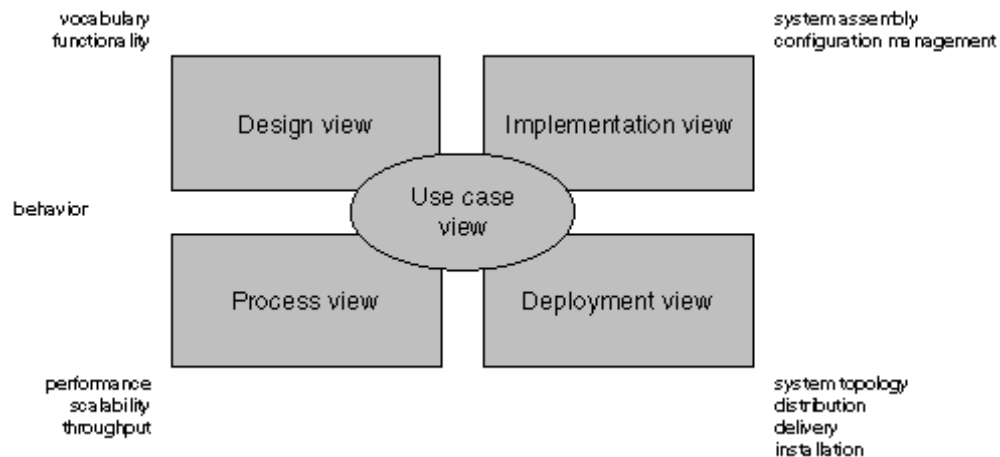 vocabulary
functionality
system assembly
configuration management
Design view
Implementation view
Use case
view
behavior
Process view
Deployment view
performance
scalability
throughput
system topology
distribution
delivery
installation